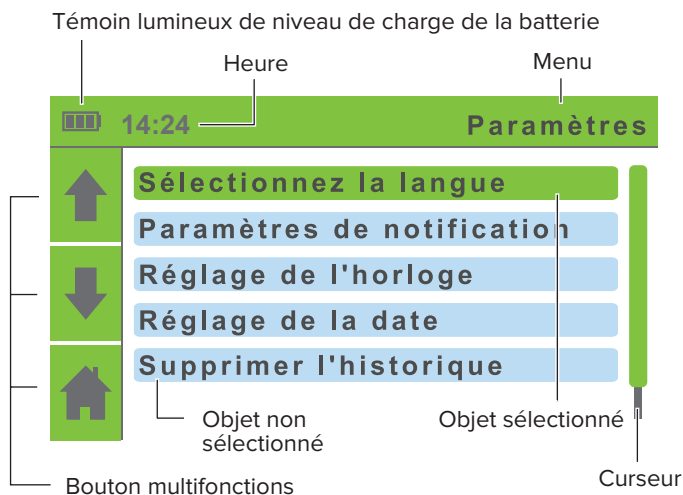 Témoin lumineux de niveau de charge de la batterie
Heure
Menu
14:24
Paramètres
Sélectionnez la langue
Paramètres de notification
Réglage de l'horloge
Réglage de la date
Supprimer l'historique
Objet non
sélectionné
Objet sélectionné
Bouton multifonctions
Curseur